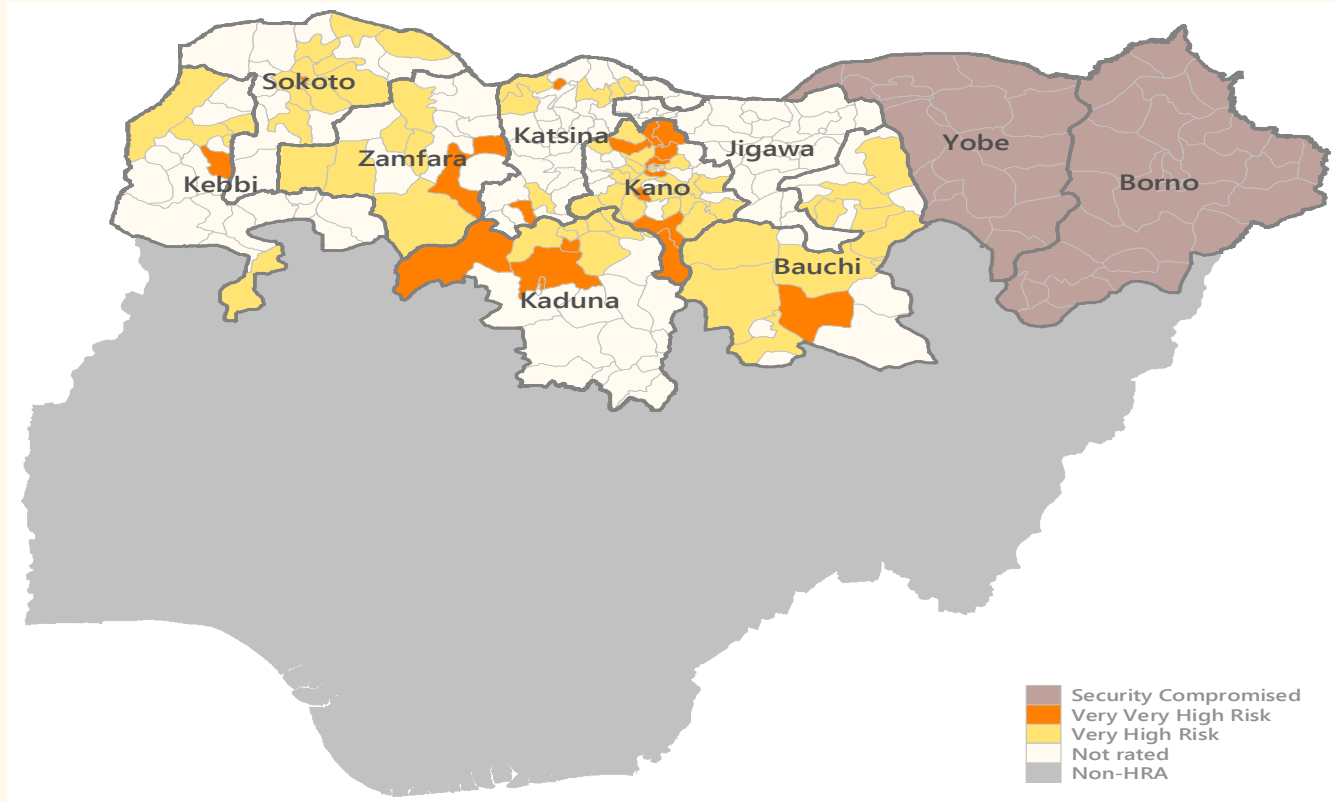 Sokoto
Katsina
Yobe
Jigawa
Zamfara
Kebbi
Kano
Borno
Bauchi
Kaduna
Security Compromised
Very Very High Risk
Very High Risk
Not rated
Non-HRA